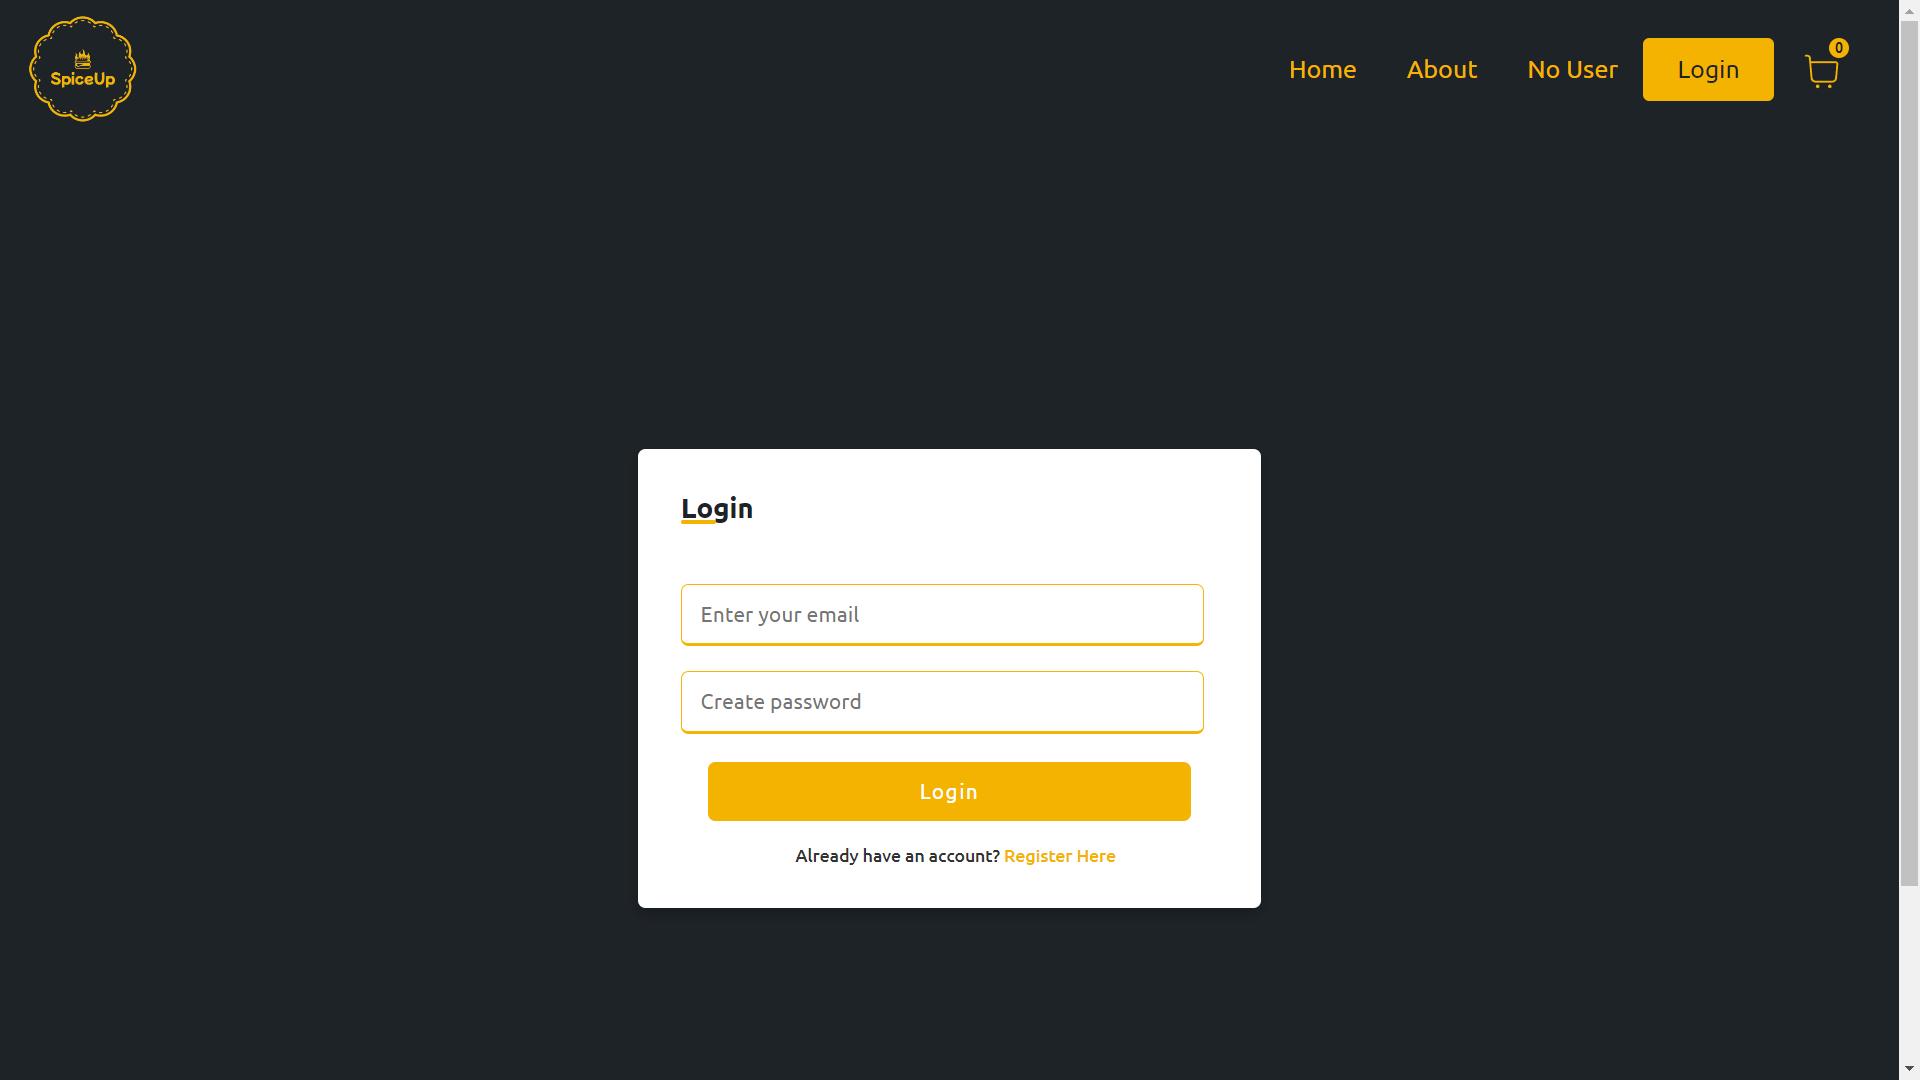 SpiceUp
Home
About
No User
Login
0
Login
Enter your email
Create password
Login
Already have an account? Register Here